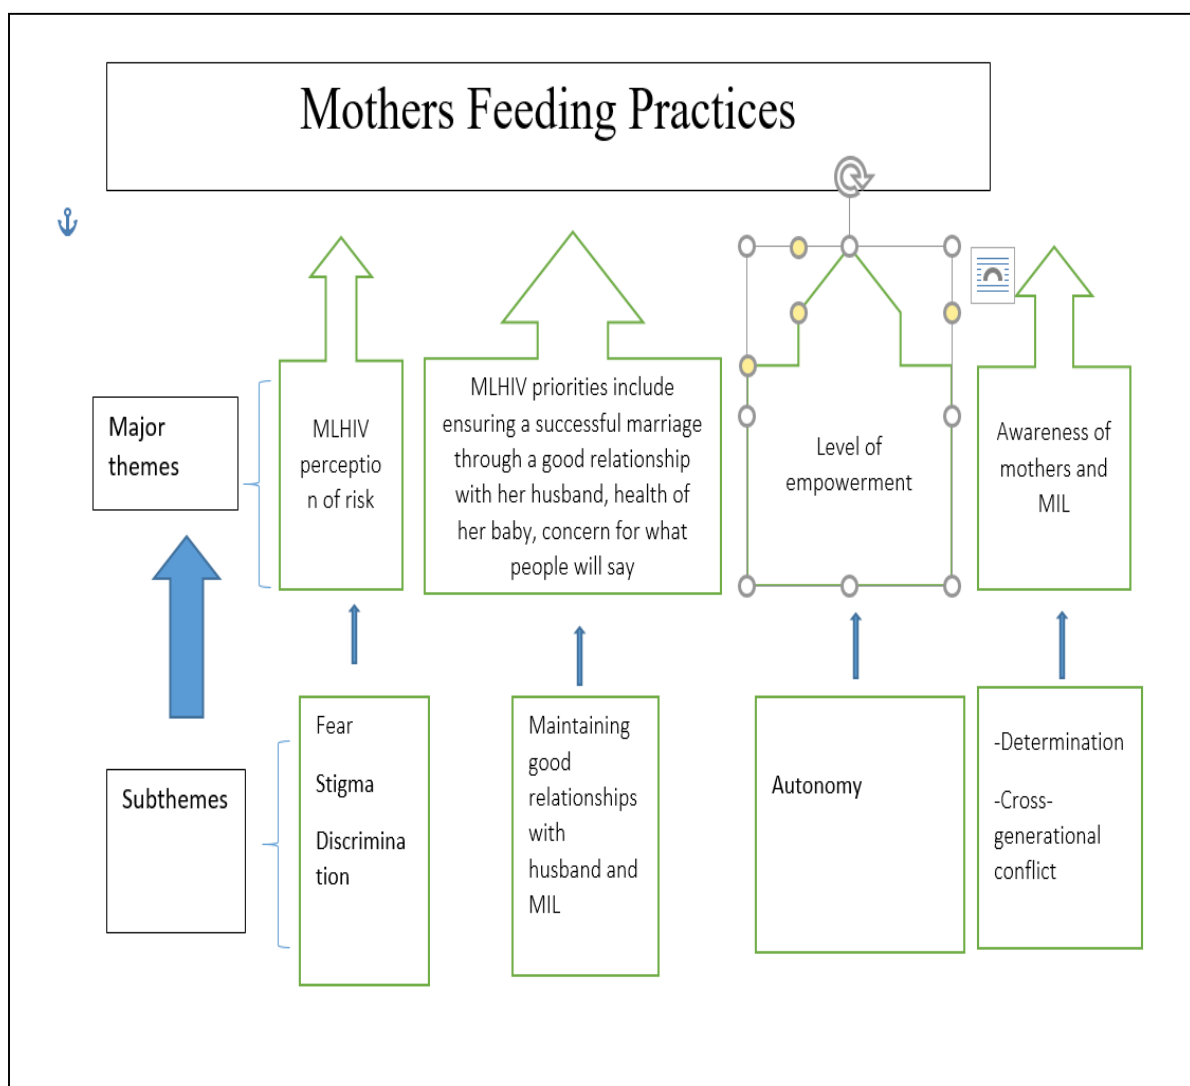 Mothers Feeding Practices
Major
themes
MLHIV
perceptio
n of risk
MLHIV priorities include
ensuring a successful marriage
through a good relationship
with her husband, health of
her baby, concern for what
people will say
Level of
empowerment
Awareness of
mothers and
MIL
Subthemes
Fear
Stigma
Discrimina
tion
Maintaining
good
relationships
with
husband and
MIL
Autonomy
-Determination
-Cross-
generational
conflict